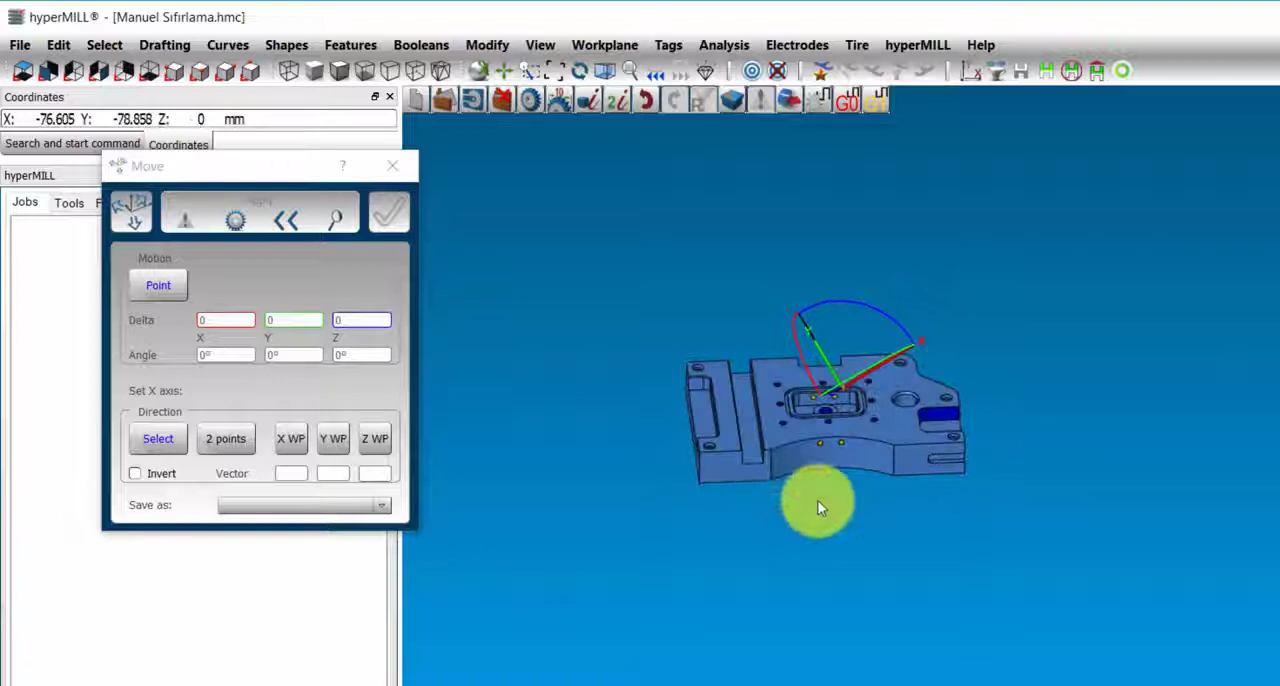 hyperMILL® - [Manuel Sıfırlama.hmc]
File Edit Select Drafting Curves Shapes Features Booleans Modify View Workplane Tags Analysis Electrodes Tire hyperMILL Help
Coordinates
X: -76.605 Y: -78.858 Z: 0 mm
Search and start command Coordinates
hyperMILL
Jobs Tools
Move ?
Motion
Point
Delta 0 0 0
X Y Z
Angle 0° 0° 0°
Set X axis:
Direction
Select 2 points X WP Y WP Z WP
Invert Vector
Save as:
G0
X